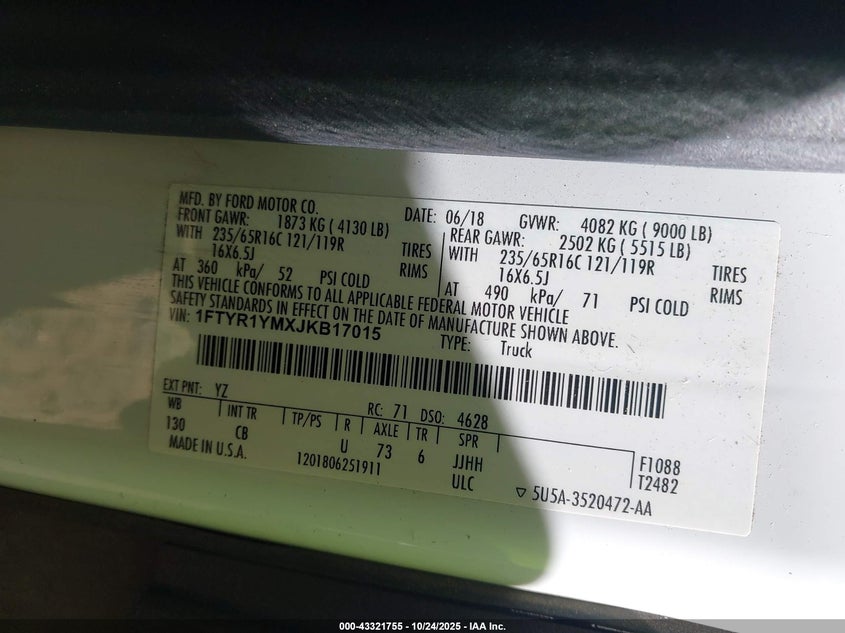 MFD. BY FORD MOTOR CO. DATE: 06/18 GVWR: 4082 KG ( 9000 LB)
FRONT GAWR: 1873 KG ( 4130 LB) REAR GAWR: 2502 KG ( 5515 LB)
WITH 235/65R16C 121/119R TIRES WITH 235/65R16C 121/119R TIRES
16X6.5J RIMS 16X6.5J RIMS
AT 360 kPa/ 52 PSI COLD AT 490 kPa/ 71 PSI COLD
THIS VEHICLE CONFORMS TO ALL APPLICABLE FEDERAL MOTOR VEHICLE
SAFETY STANDARDS IN EFFECT ON THE DATE OF MANUFACTURE SHOWN ABOVE.
VIN: 1FTYR1YMXJKB17015 TYPE: Truck
EXT PNT: YZ RC: 71 DSO: 4628
WB INT TR TP/PS R AXLE TR SPR F1088
130 CB U 73 6 JJHH T2482
MADE IN U.S.A. 1201806251911 ULC ▽ 5U5A-3520472-AA
000-43321755 - 10/24/2025 - IAA Inc.